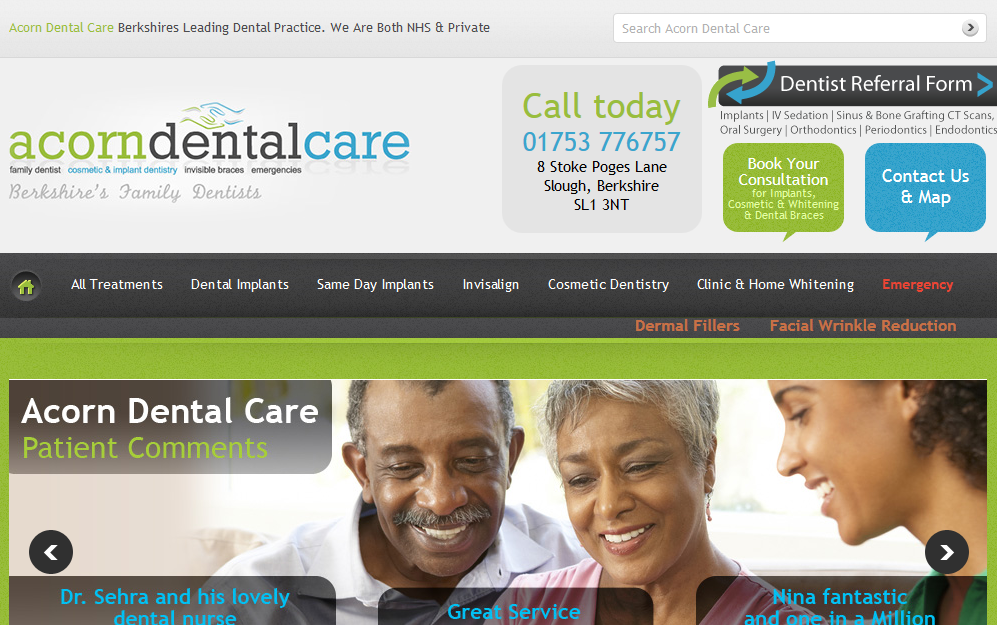 Acorn Dental Care Berkshires Leading Dental Practice. We Are Both NHS & Private
Search Acorn Dental Care
acorndentalcare
family dentist cosmetic & implant dentistry invisible braces emergencies
Berkshire's Family Dentists
Call today
01753 776757
8 Stoke Poges Lane
Slough, Berkshire
SL1 3NT
Dentist Referral Form
Implants | IV Sedation | Sinus & Bone Grafting CT Scans,
Oral Surgery | Orthodontics | Periodontics | Endodontics
Book Your
Consultation
for Implants,
Cosmetic & Whitening
& Dental Braces
Contact Us
& Map
All Treatments Dental Implants Same Day Implants Invisalign Cosmetic Dentistry Clinic & Home Whitening Emergency
Dermal Fillers Facial Wrinkle Reduction
Acorn Dental Care
Patient Comments
Dr. Sehra and his lovely
dental nurse
Great Service
Nina fantastic
and one in a Million